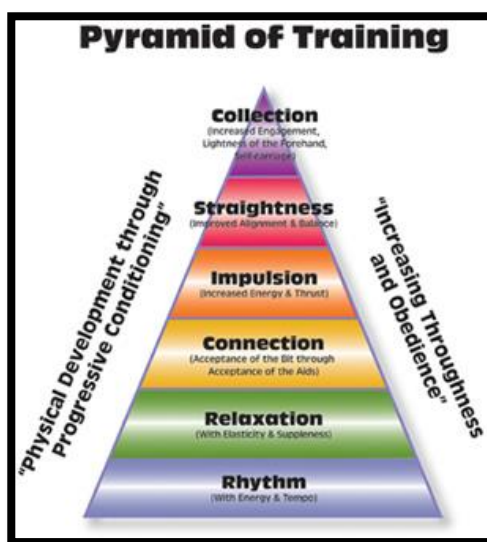 Pyramid of Training
Collection
(Increased Engagement,
Lightness of the Forehand,
Self-carriage)
Straightness
(Improved Alignment & Balance)
Impulsion
(Increased Energy & Thrust)
Connection
(Acceptance of the Bit through
Acceptance of the Aids)
Relaxation
(With Elasticity & Suppleness)
Rhythm
(With Energy & Tempo)
"Physical Development through
Progressive Conditioning"
"Increasing Throughness
and Obedience"